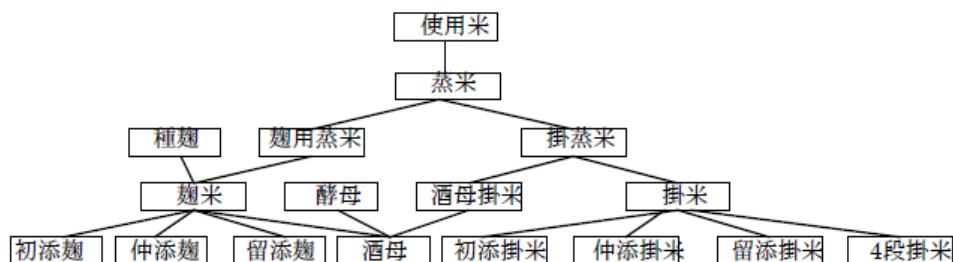 使用米
蒸米
種麹 麹用蒸米 掛蒸米
麹米 酵母 酒母掛米 掛米
初添麹 仲添麹 留添麹 酒母 初添掛米 仲添掛米 留添掛米 4段掛米